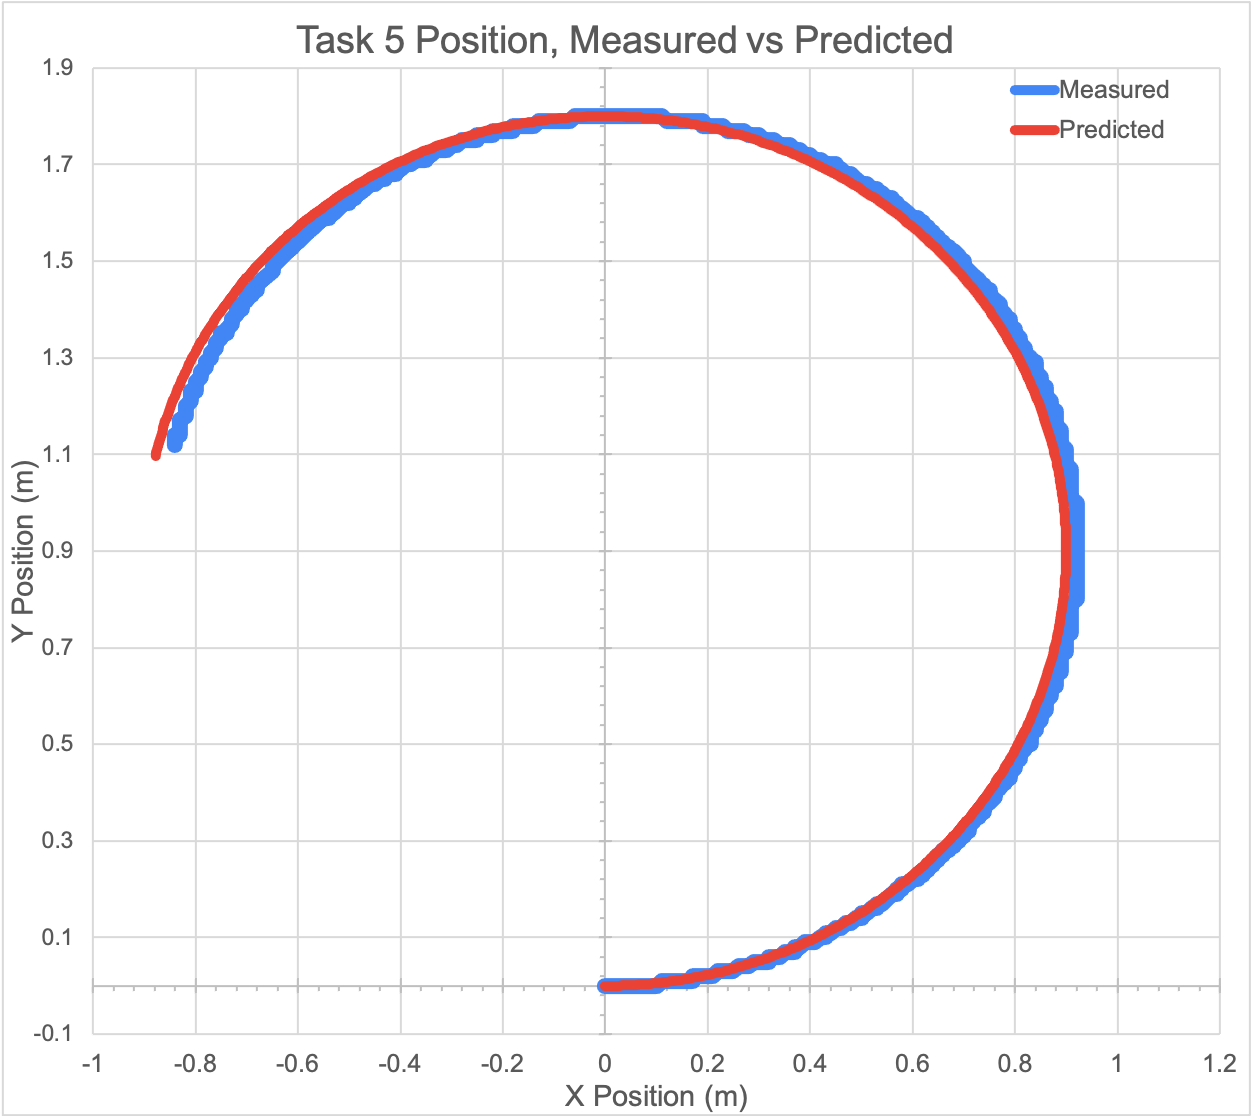 Task 5 Position, Measured vs Predicted
Measured
Predicted
1.9
1.7
1.5
1.3
1.1
0.9
0.7
0.5
0.3
0.1
-0.1
Y Position (m)
-1 -0.8 -0.6 -0.4 -0.2 0 0.2 0.4 0.6 0.8 1 1.2
X Position (m)